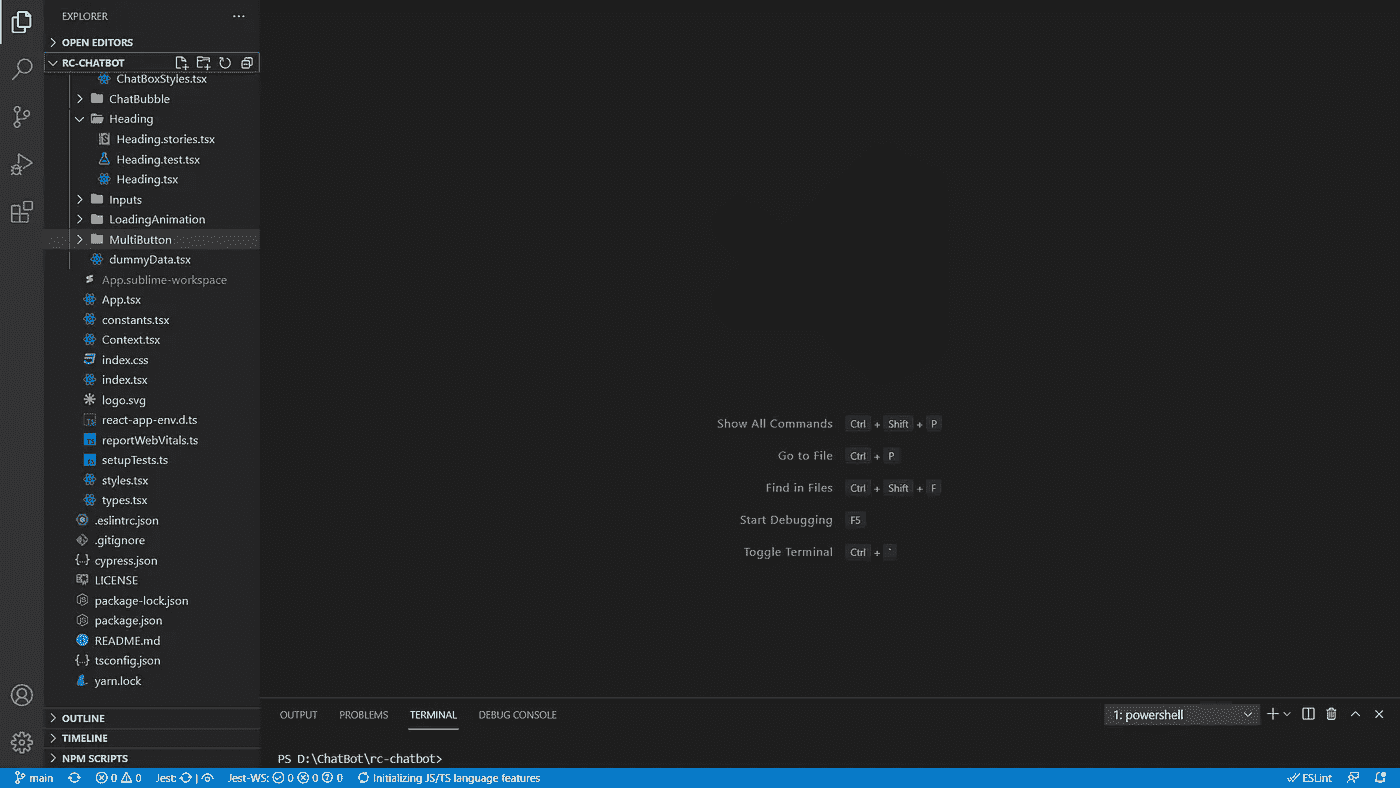 EXPLORER
OPEN EDITORS
RC-CHATBOT
ChatBoxStyles.tsx
ChatBubble
Heading
Heading.stories.tsx
Heading.test.tsx
Heading.tsx
Inputs
LoadingAnimation
MultiButton
dummyData.tsx
App.sublime-workspace
App.tsx
constants.tsx
Context.tsx
index.css
index.tsx
logo.svg
react-app-env.d.ts
reportWebVitals.ts
setupTests.ts
styles.tsx
types.tsx
.eslintrc.json
.gitignore
cypress.json
LICENSE
package-lock.json
package.json
README.md
tsconfig.json
yarn.lock
OUTLINE
TIMELINE
NPM SCRIPTS
Show All Commands Ctrl + Shift + P
Go to File Ctrl + P
Find in Files Ctrl + Shift + F
Start Debugging F5
Toggle Terminal Ctrl + `
OUTPUT PROBLEMS TERMINAL DEBUG CONSOLE 1: powershell
PS D:\ChatBot\rc-chatbot>
main 0 0 Jest: | Jest-WS: 0 0 0 Initializing JS/TS language features ESLint